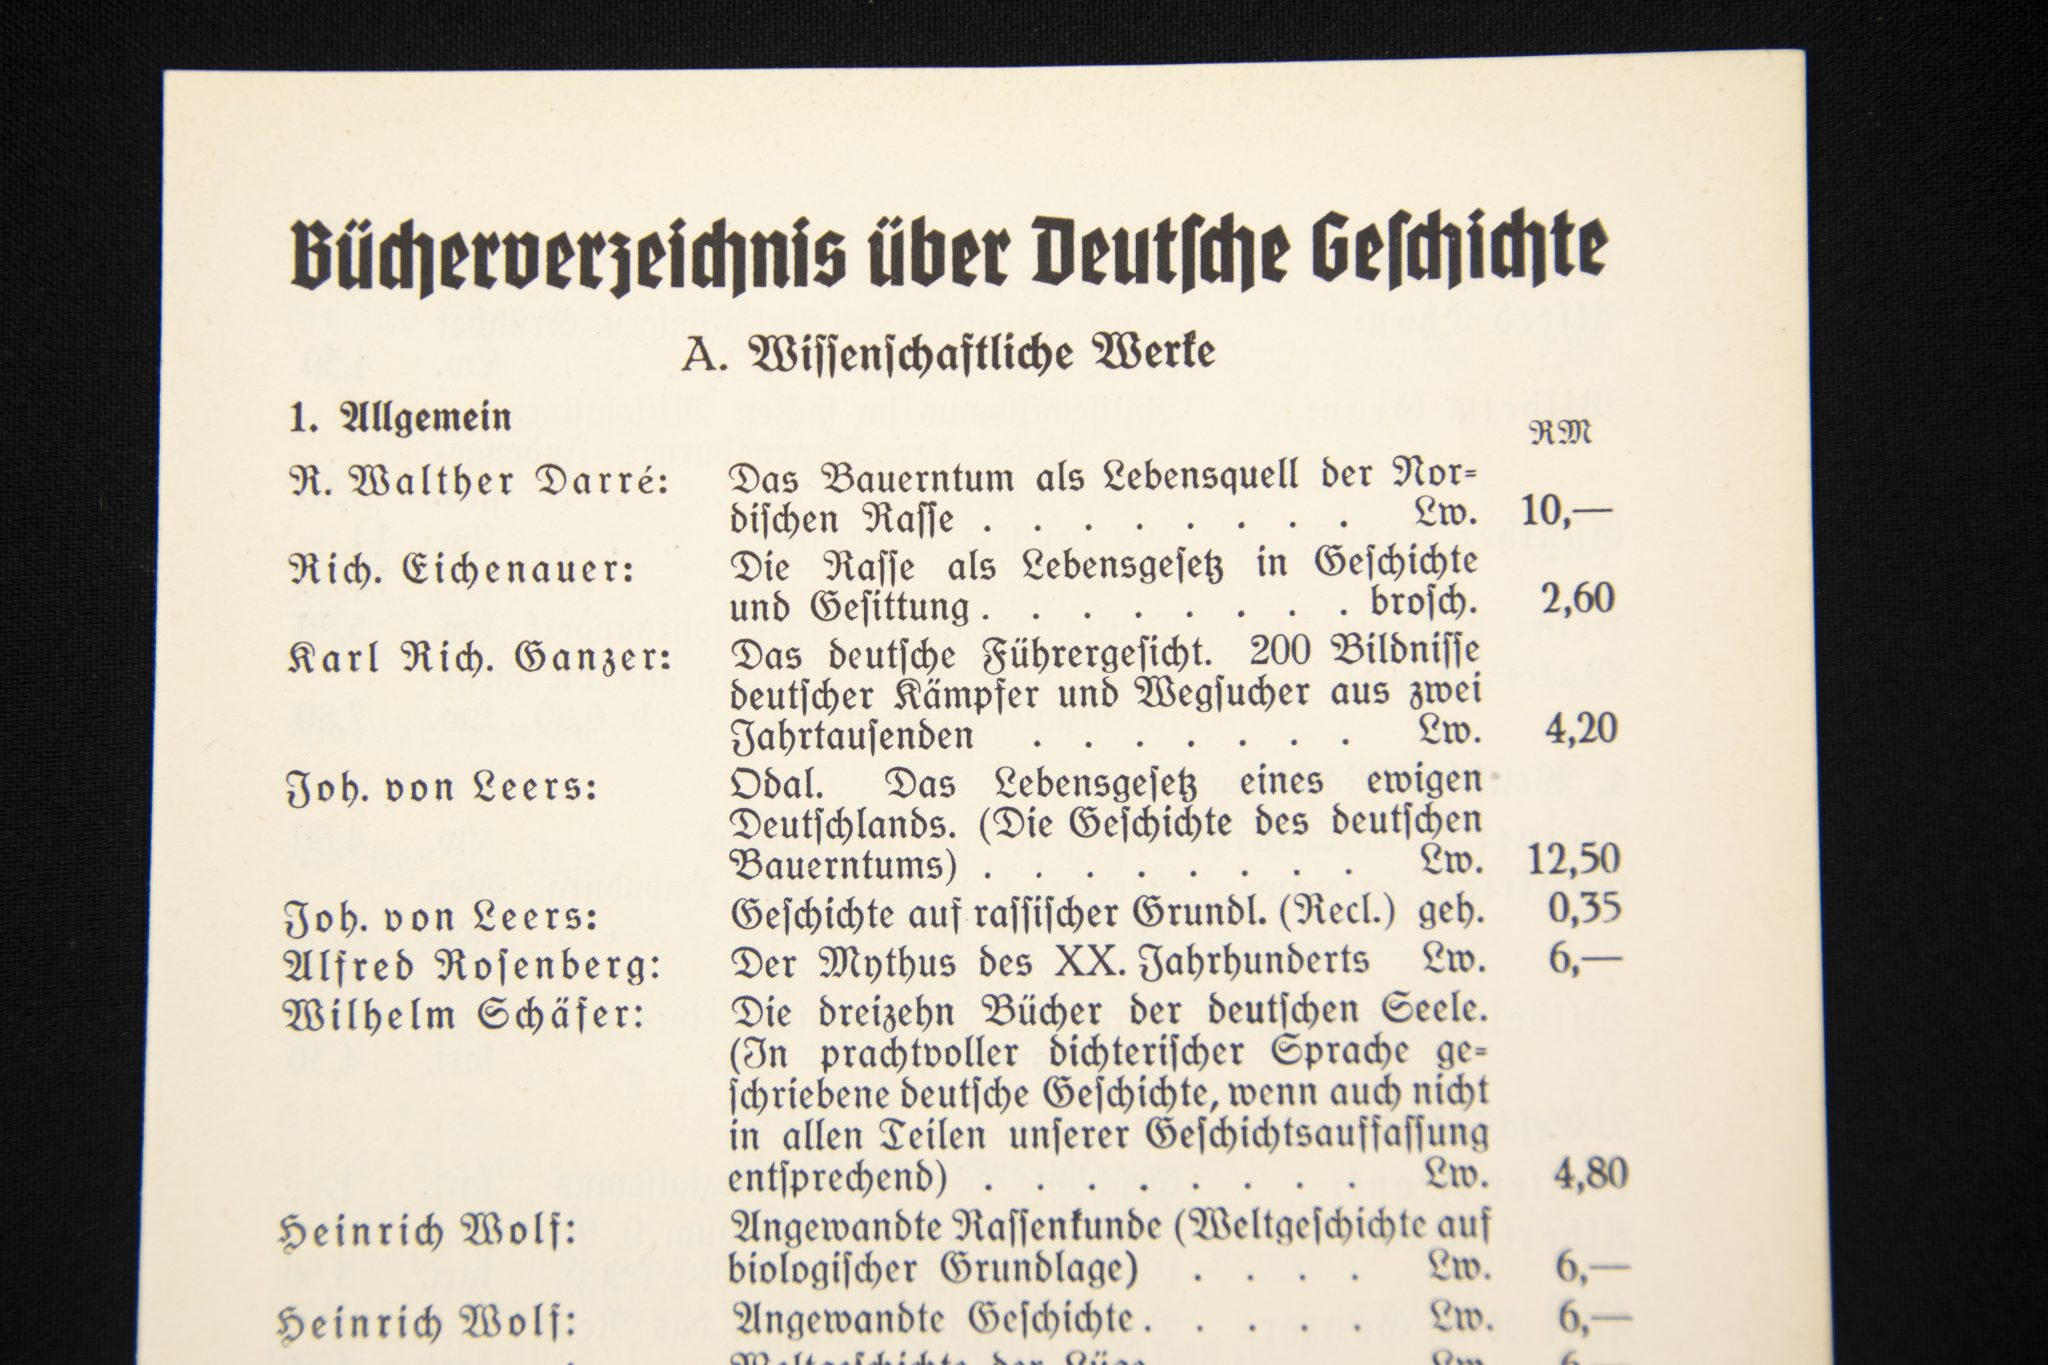 Bücherverzeichnis über Deutsche Geschichte
A. Wissenschaftliche Werke
1. Allgemein
RM
R. Walther Darré: Das Bauerntum als Lebensquell der Nor-
dischen Rasse . . . . . . . . Lw. 10,—
Rich. Eichenauer: Die Rasse als Lebensgesetz in Geschichte
und Gesittung . . . . . . . . brosch. 2,60
Karl Rich. Ganzer: Das deutsche Führergesicht. 200 Bildnisse
deutscher Kämpfer und Wegsucher aus zwei
Jahrtausenden . . . . . . . Lw. 4,20
Joh. von Leers: Odal. Das Lebensgesetz eines ewigen
Deutschlands. (Die Geschichte des deutschen
Bauerntums) . . . . . . . . Lw. 12,50
Joh. von Leers: Geschichte auf rassischer Grundl. (Recl.) geh. 0,35
Alfred Rosenberg: Der Mythus des XX. Jahrhunderts Lw. 6,—
Wilhelm Schäfer: Die dreizehn Bücher der deutschen Seele.
(In prachtvoller dichterischer Sprache ge-
schriebene deutsche Geschichte, wenn auch nicht
in allen Teilen unserer Geschichtsauffassung
entsprechend) . . . . . . . . Lw. 4,80
Heinrich Wolf: Angewandte Rassenkunde (Weltgeschichte auf
biologischer Grundlage) . . . . Lw. 6,—
Heinrich Wolf: Angewandte Geschichte . . . . . Lw. 6,—
Weltgeschichte der Lüge Lw. 6,—